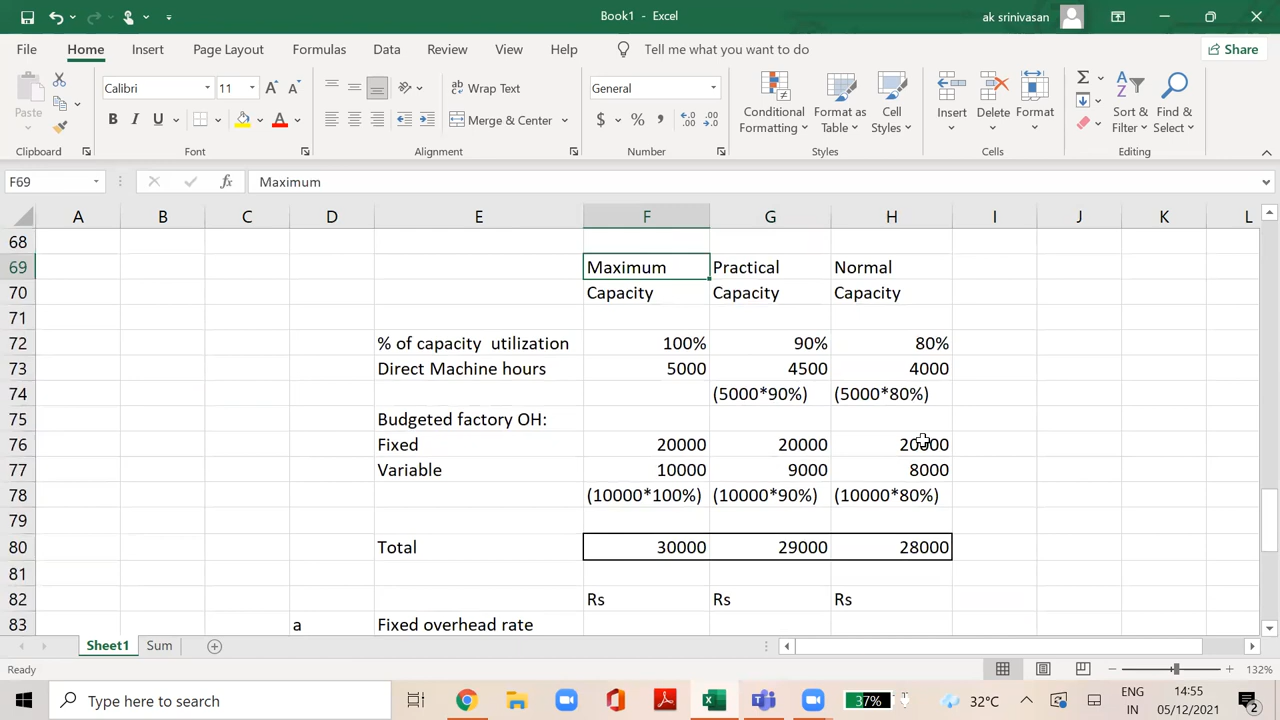 Book1 - Excel
ak srinivasan
File Home Insert Page Layout Formulas Data Review View Help Tell me what you want to do Share
Paste
Calibri 11
B I U
Wrap Text
Merge & Center
General
$ % ,
Conditional Formatting
Format as Table
Cell Styles
Insert Delete Format
Sort & Filter
Find & Select
Clipboard Font Alignment Number Styles Cells Editing
F69 fx Maximum
A B C D E F G H I J K L
68
69 Maximum Practical Normal
70 Capacity Capacity Capacity
71
72 % of capacity utilization 100% 90% 80%
73 Direct Machine hours 5000 4500 4000
74 (5000*90%) (5000*80%)
75 Budgeted factory OH:
76 Fixed 20000 20000 20000
77 Variable 10000 9000 8000
78 (10000*100%) (10000*90%) (10000*80%)
79
80 Total 30000 29000 28000
81
82 Rs Rs Rs
83 a Fixed overhead rate
Sheet1 Sum
Ready
132%
Type here to search
37%
32°C
ENG
IN
14:55
05/12/2021
2